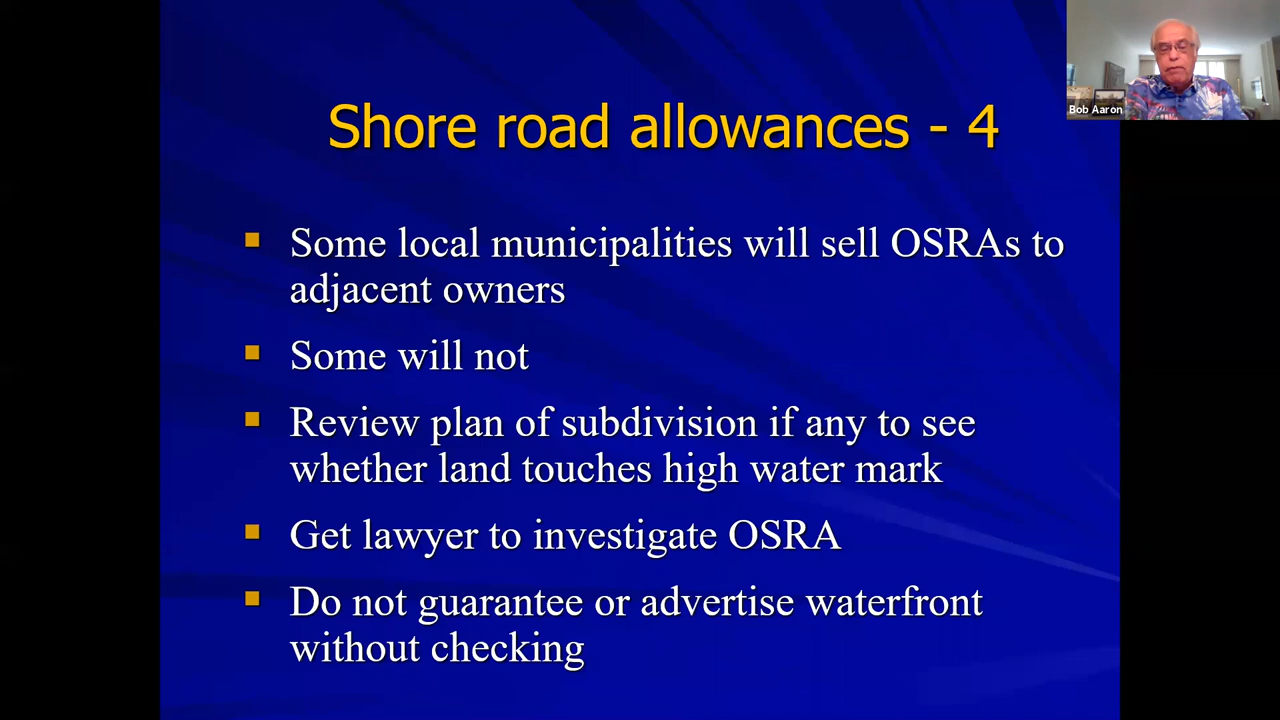 Shore road allowances - 4
Bob Aaron
Some local municipalities will sell OSRAs to
adjacent owners
Some will not
Review plan of subdivision if any to see
whether land touches high water mark
Get lawyer to investigate OSRA
Do not guarantee or advertise waterfront
without checking